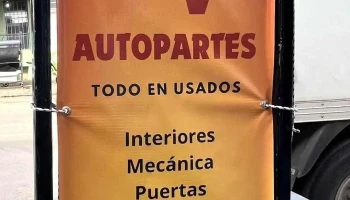 AUTOPARTES
TODO EN USADOS
Interiores
Mecánica
Puertas